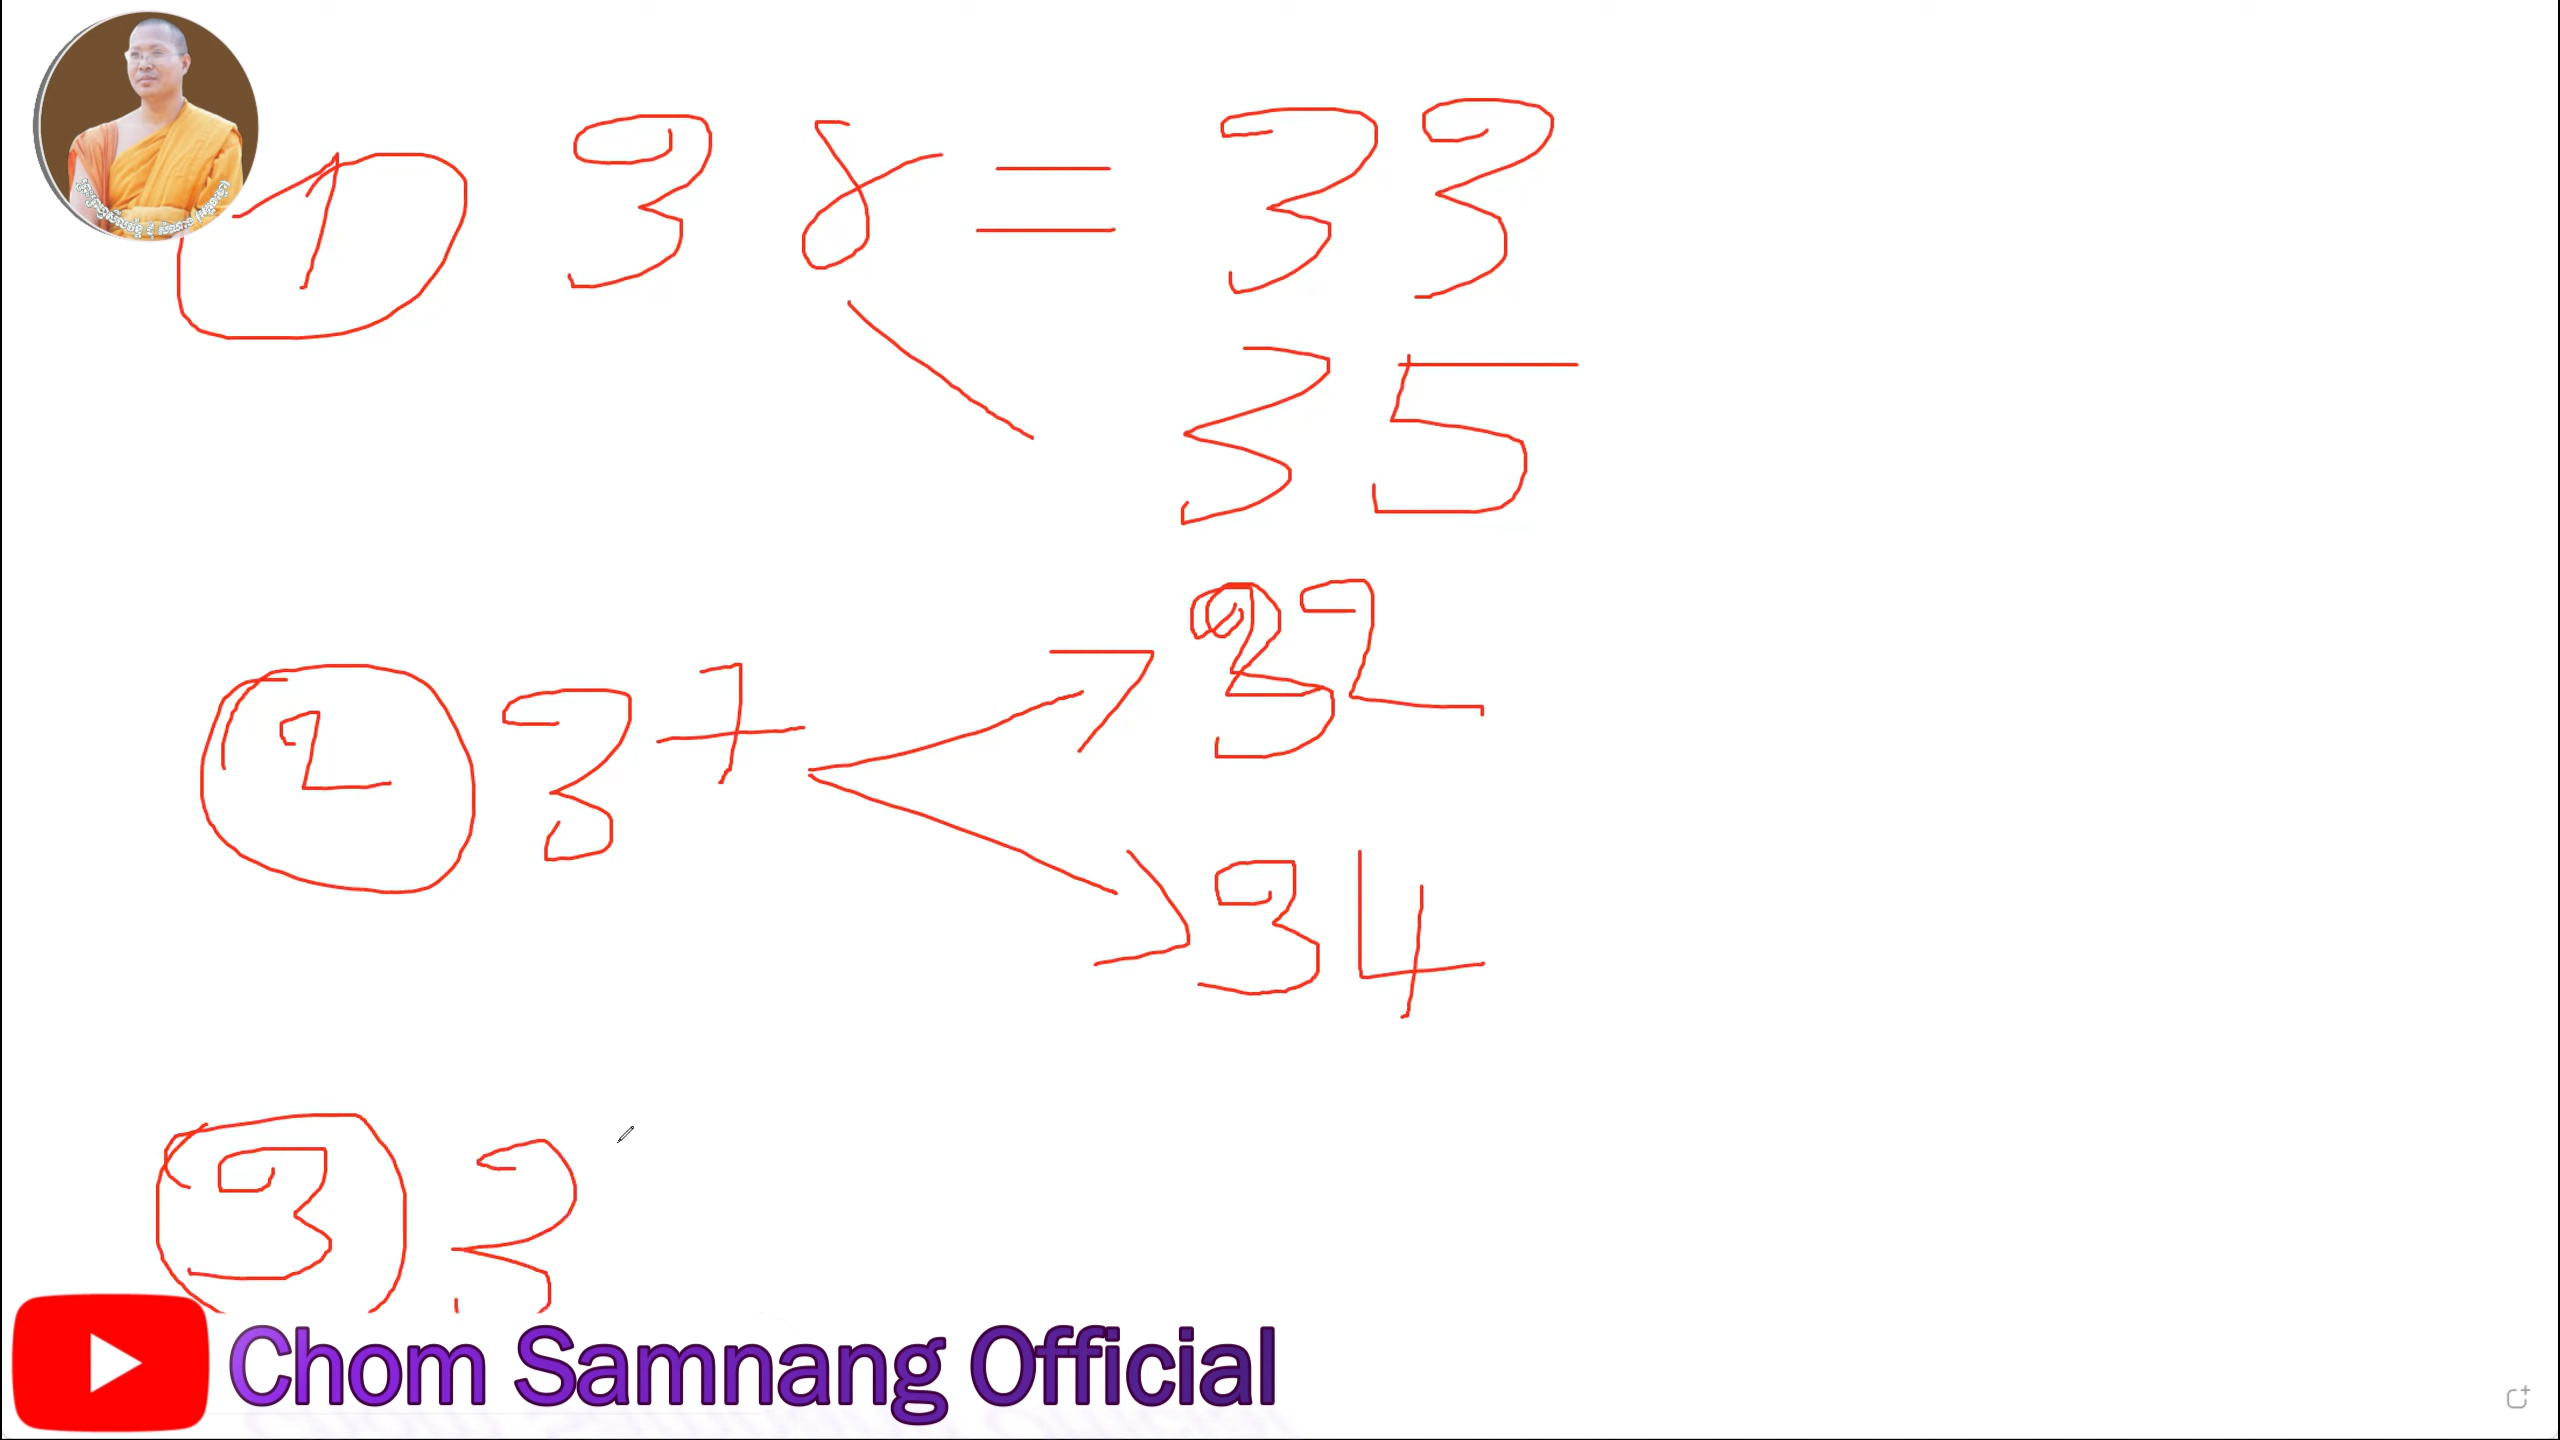 1 38 = 33
35
2 37 → 32
→ 34
3 3
Chom Samnang Official